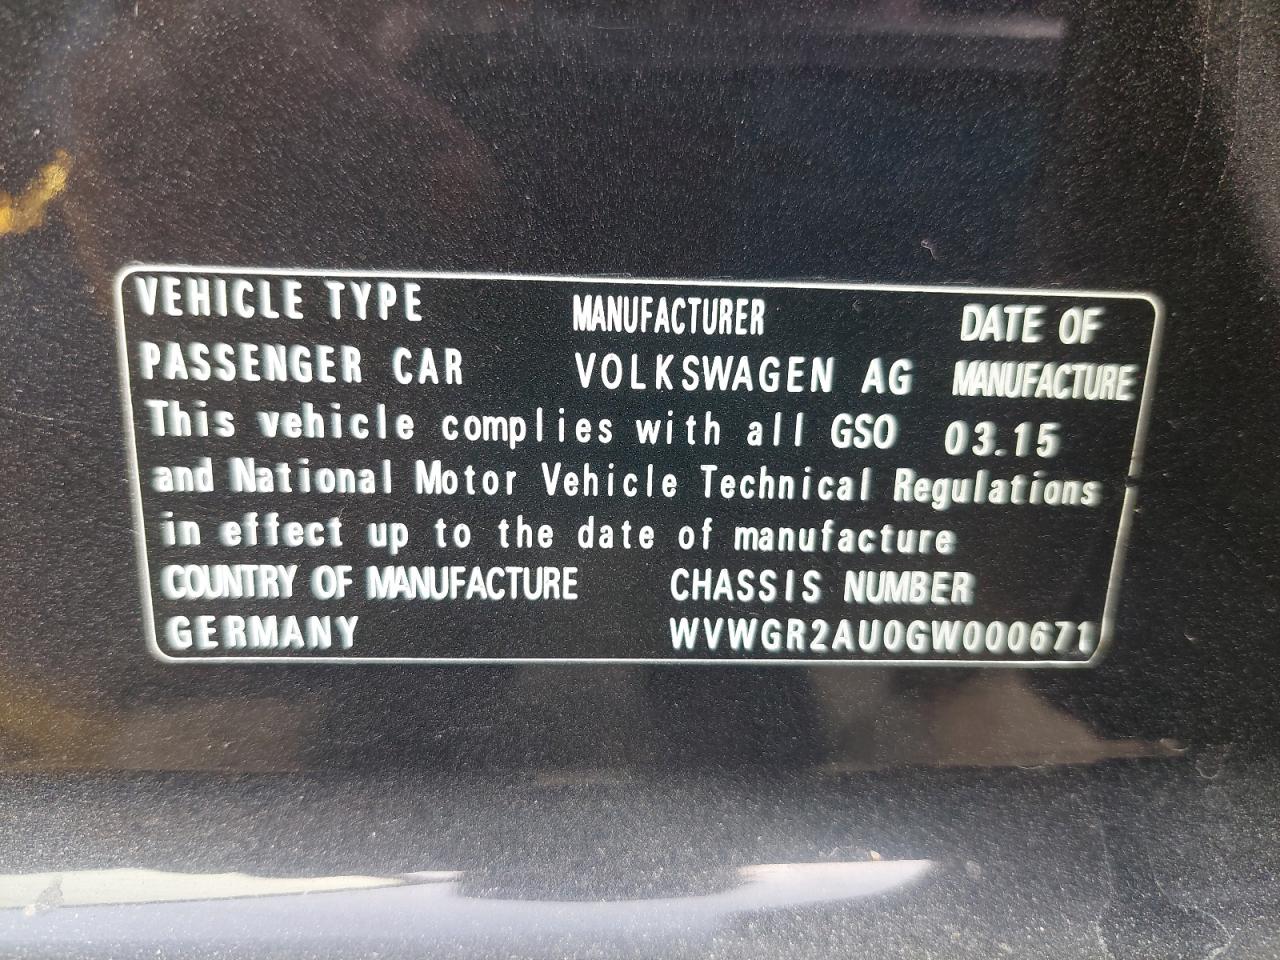 VEHICLE TYPE MANUFACTURER DATE OF
PASSENGER CAR VOLKSWAGEN AG MANUFACTURE
This vehicle complies with all GSO 03.15
and National Motor Vehicle Technical Regulations
in effect up to the date of manufacture
COUNTRY OF MANUFACTURE CHASSIS NUMBER
GERMANY WVWGR2AU0GW000671